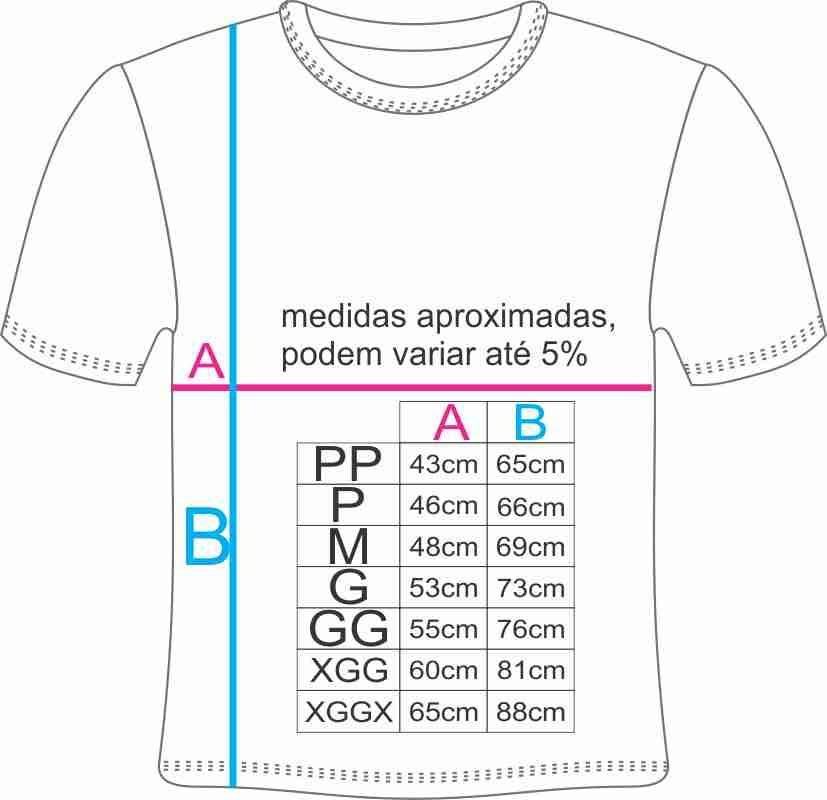 medidas aproximadas,
podem variar até 5%
A
B
A B
PP 43cm 65cm
P 46cm 66cm
M 48cm 69cm
G 53cm 73cm
GG 55cm 76cm
XGG 60cm 81cm
XGGX 65cm 88cm